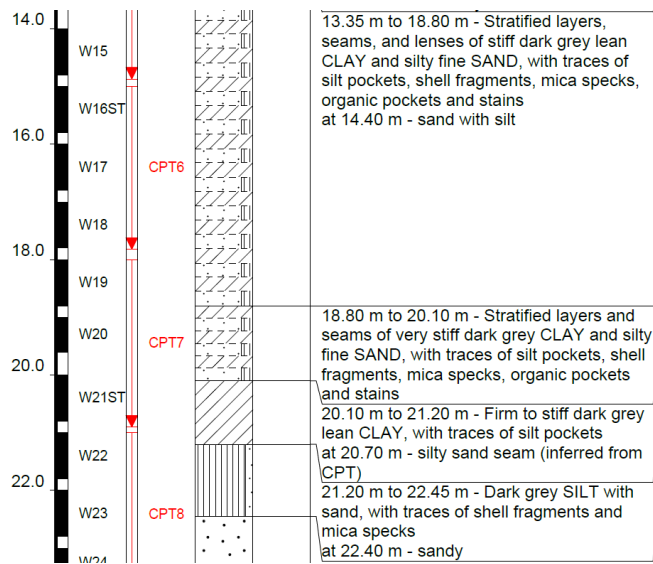 14.0
W15
W16ST
16.0
W17
CPT6
W18
18.0
W19
W20
CPT7
20.0
W21ST
W22
22.0
W23
CPT8
W24
13.35 m to 18.80 m - Stratified layers,
seams, and lenses of stiff dark grey lean
CLAY and silty fine SAND, with traces of
silt pockets, shell fragments, mica specks,
organic pockets and stains
at 14.40 m - sand with silt
18.80 m to 20.10 m - Stratified layers and
seams of very stiff dark grey CLAY and silty
fine SAND, with traces of silt pockets, shell
fragments, mica specks, organic pockets
and stains
20.10 m to 21.20 m - Firm to stiff dark grey
lean CLAY, with traces of silt pockets
at 20.70 m - silty sand seam (inferred from
CPT)
21.20 m to 22.45 m - Dark grey SILT with
sand, with traces of shell fragments and
mica specks
at 22.40 m - sandy